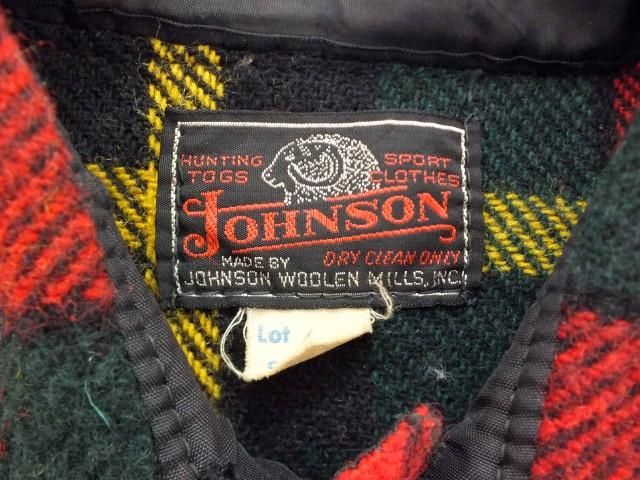 HUNTING SPORT
TOGS CLOTHES
JOHNSON
DRY CLEAN ONLY
MADE BY
JOHNSON WOOLEN MILLS, INC.
Lot